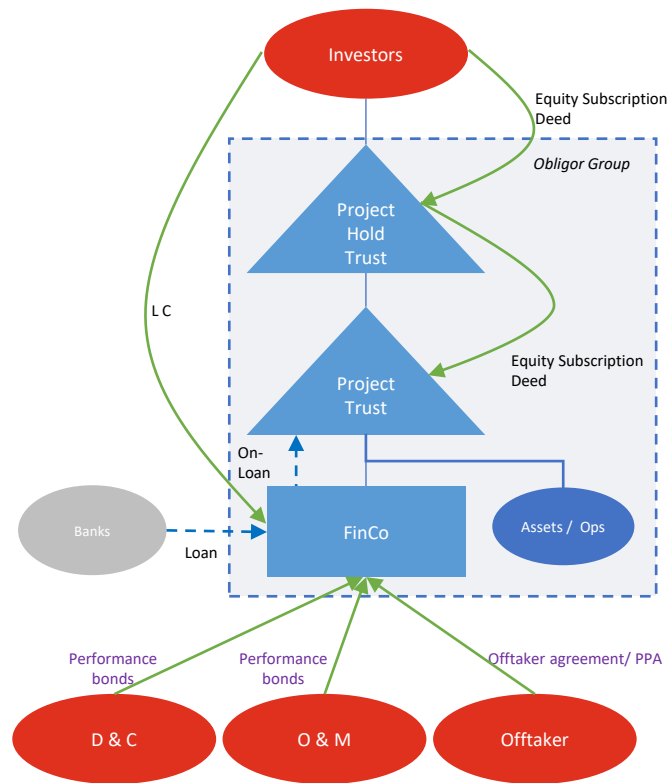 Investors
Equity Subscription
Deed
Obligor Group
Project
Hold
Trust
L C
Project
Trust
Equity Subscription
Deed
On-
Loan
Banks
Loan
FinCo
Assets / Ops
Performance
bonds
Performance
bonds
Offtaker agreement/ PPA
D & C
O & M
Offtaker